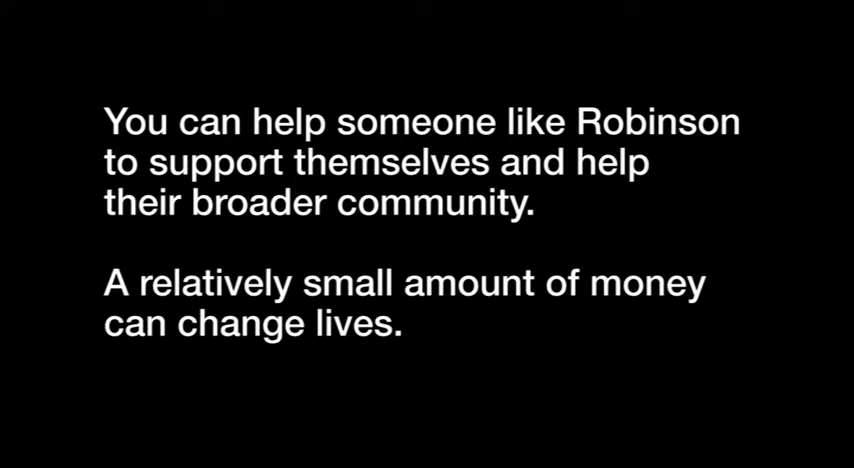 You can help someone like Robinson
to support themselves and help
their broader community.
A relatively small amount of money
can change lives.